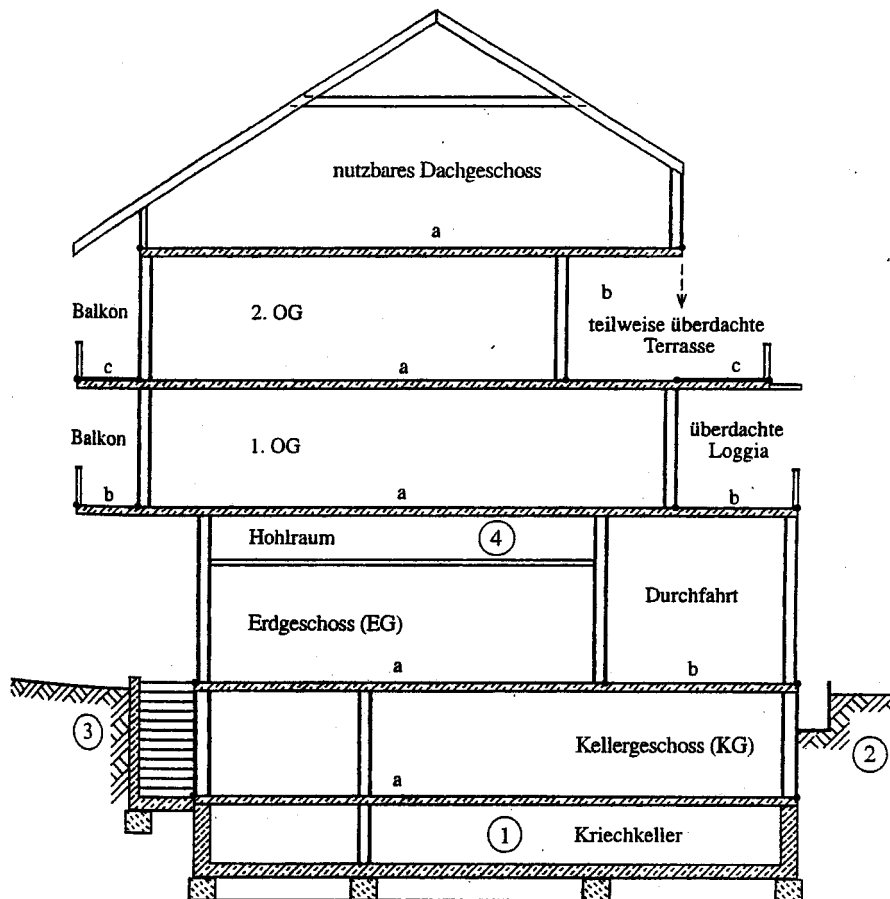 nutzbares Dachgeschoss
a
Balkon
2. OG
b
teilweise überdachte
Terrasse
c
a
c
Balkon
1. OG
überdachte
Loggia
b
a
b
Hohlraum
4
Durchfahrt
Erdgeschoss (EG)
a
b
3
Kellergeschoss (KG)
2
a
1
Kriechkeller